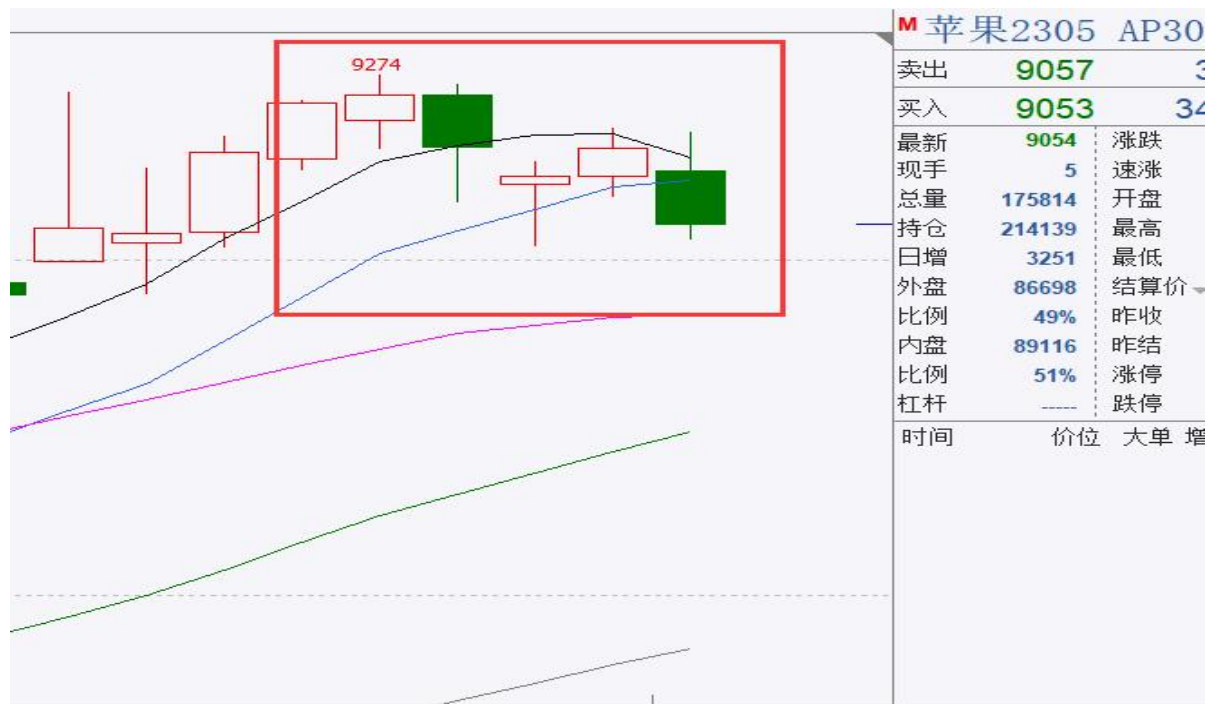 9274
M 苹果2305 AP30
卖出 9057 3
买入 9053 34
最新 9054 涨跌
现手 5 速涨
总量 175814 开盘
持仓 214139 最高
日增 3251 最低
外盘 86698 结算价
比例 49% 昨收
内盘 89116 昨结
比例 51% 涨停
杠杆 ----- 跌停
时间 价位 大单 增